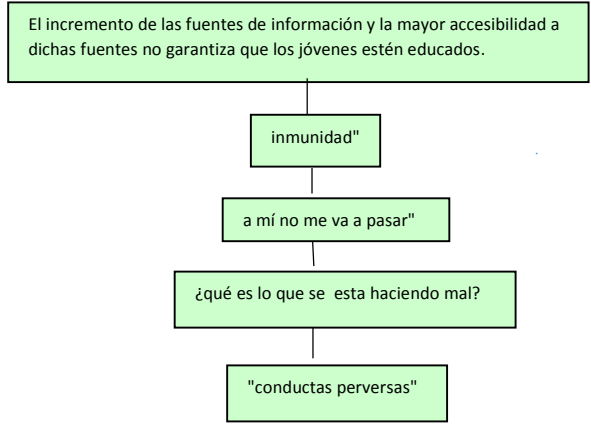 El incremento de las fuentes de información y la mayor accesibilidad a
dichas fuentes no garantiza que los jóvenes estén educados.
inmunidad"
a mí no me va a pasar"
¿qué es lo que se  esta haciendo mal?
"conductas perversas"